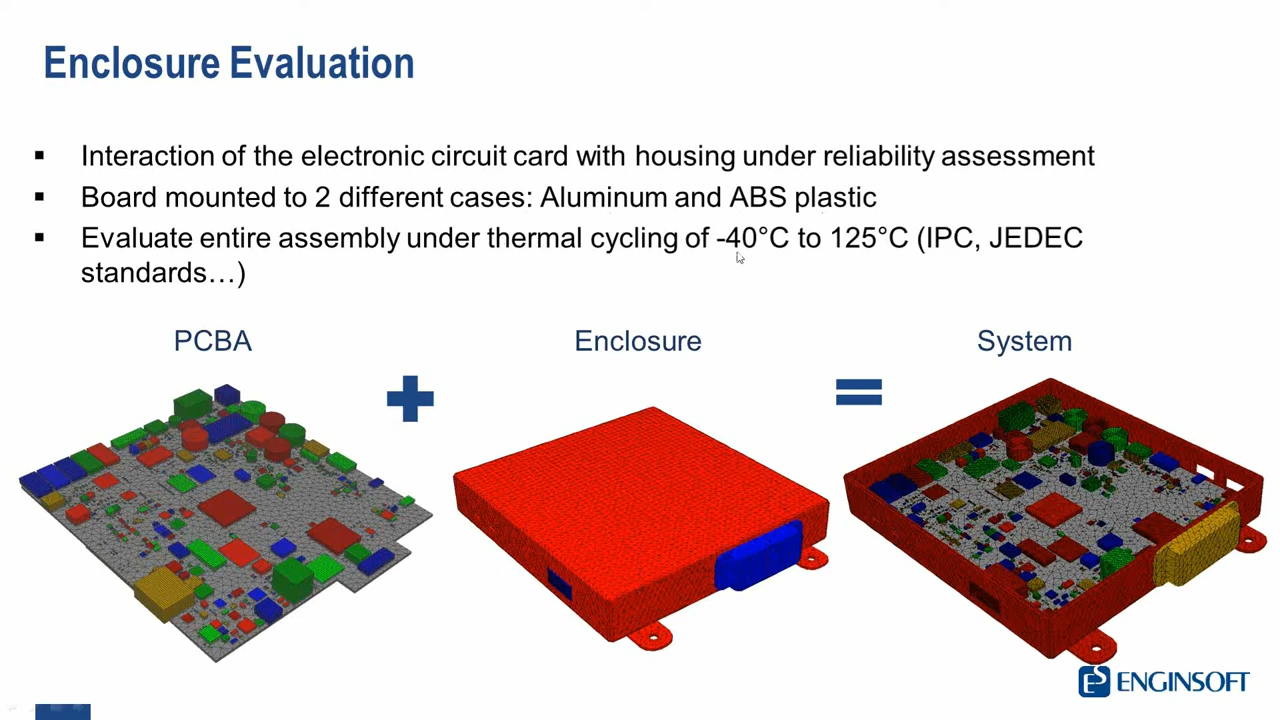 Enclosure Evaluation
▪ Interaction of the electronic circuit card with housing under reliability assessment
▪ Board mounted to 2 different cases: Aluminum and ABS plastic
▪ Evaluate entire assembly under thermal cycling of -40°C to 125°C (IPC, JEDEC
standards…)
PCBA
Enclosure
System
ENGINSOFT